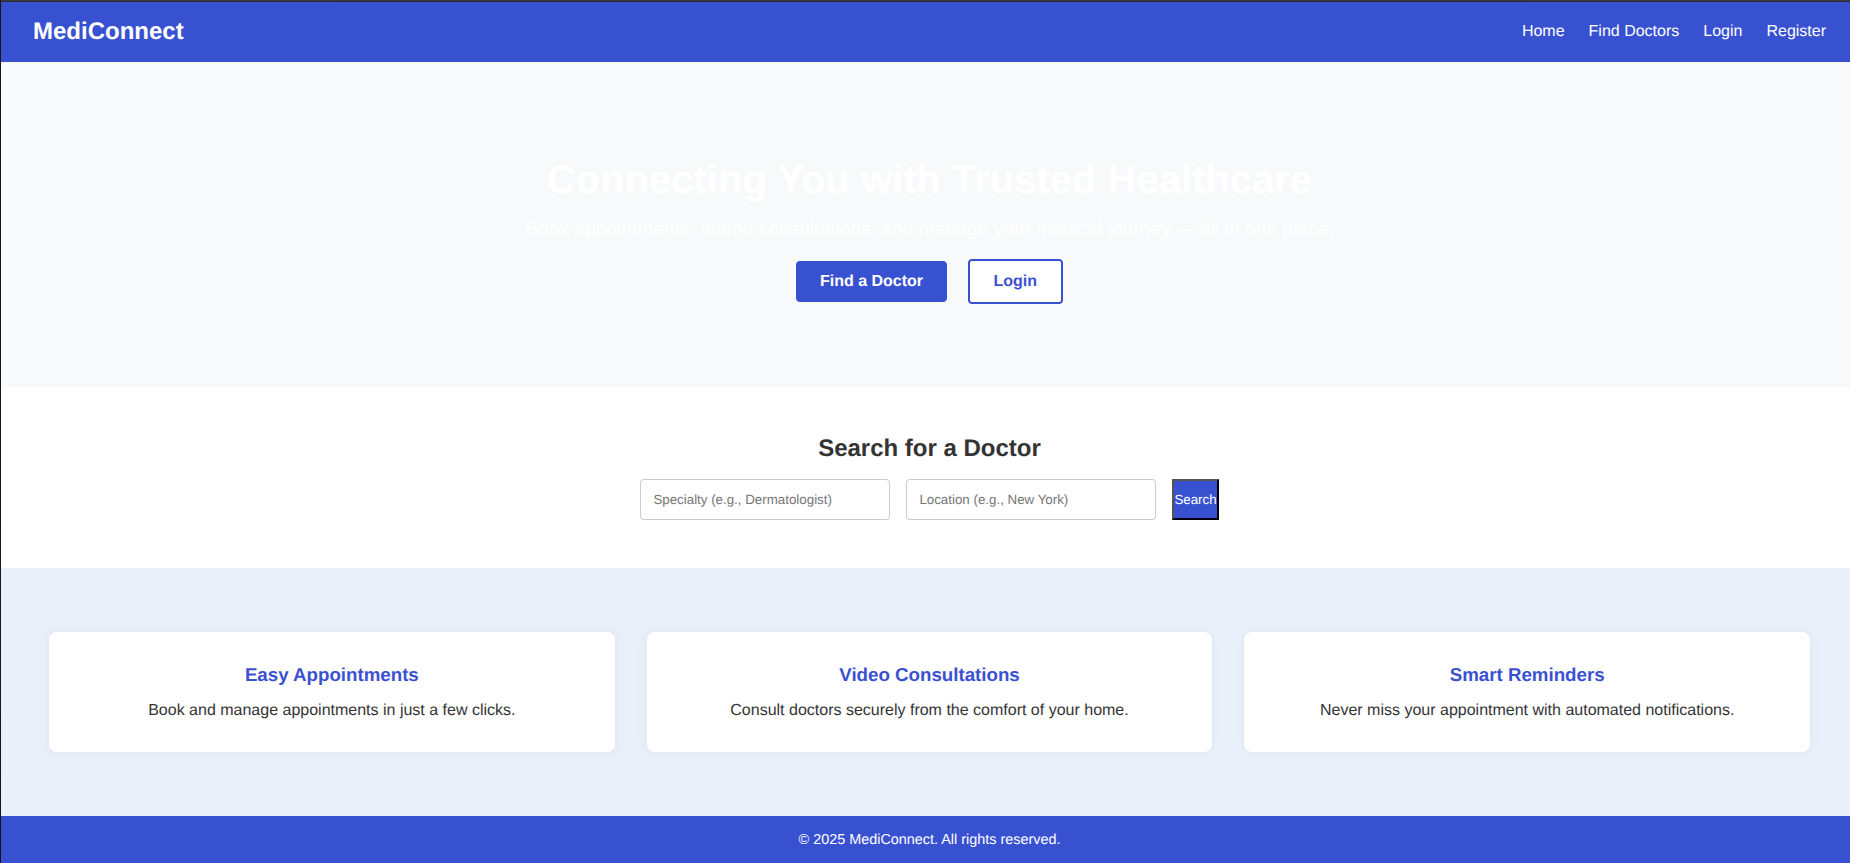 MediConnect
Home Find Doctors Login Register
Connecting You with Trusted Healthcare
Book appointments, attend consultations, and manage your medical journey — all in one place.
Find a Doctor Login
Search for a Doctor
Specialty (e.g., Dermatologist) Location (e.g., New York) Search
Easy Appointments
Book and manage appointments in just a few clicks.
Video Consultations
Consult doctors securely from the comfort of your home.
Smart Reminders
Never miss your appointment with automated notifications.
© 2025 MediConnect. All rights reserved.